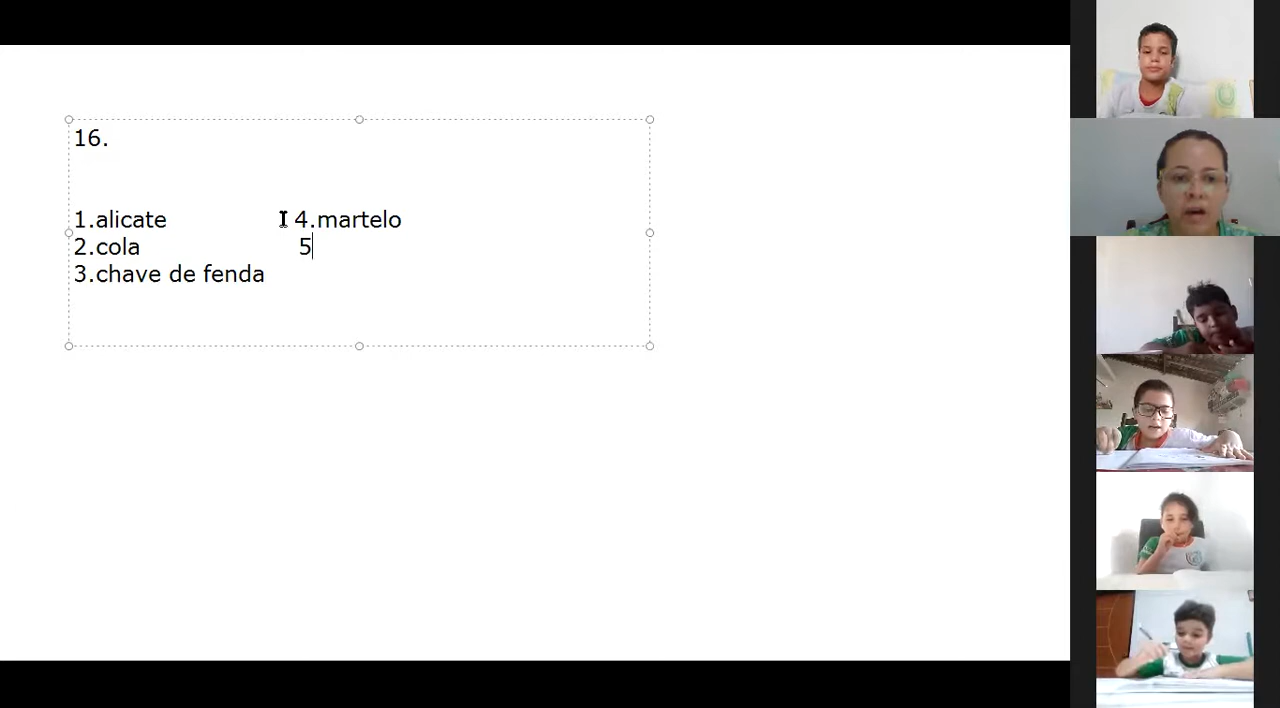 16.
1.alicate 4.martelo
2.cola 5
3.chave de fenda